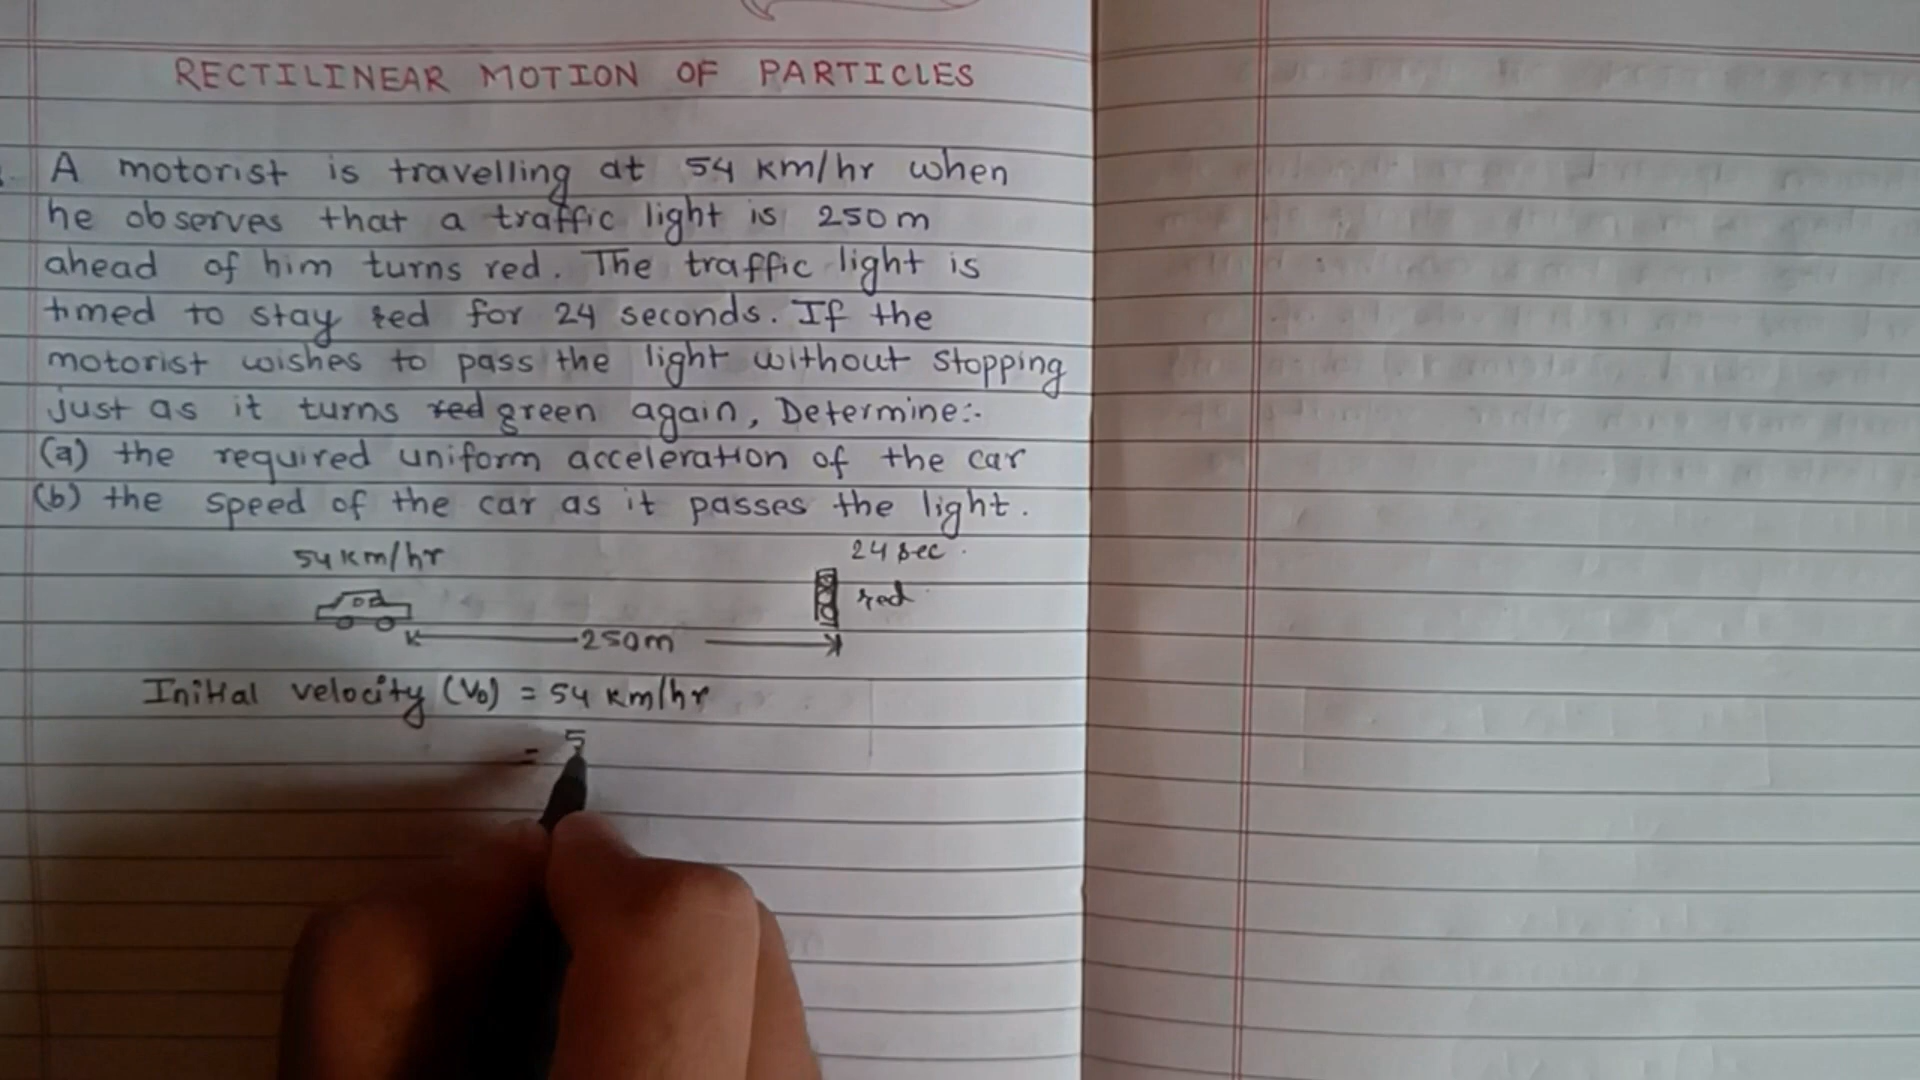 RECTILINEAR MOTION OF PARTICLES
A motorist is travelling at 54 km/hr when
he observes that a traffic light is 250m
ahead of him turns red. The traffic light is
timed to stay red for 24 seconds. If the
motorist wishes to pass the light without stopping
just as it turns red green again, Determine:-
(a) the required uniform acceleration of the car
(b) the speed of the car as it passes the light.
54 km/hr
24 sec
red
250m
Initial velocity (V0) = 54 km/hr
= 5